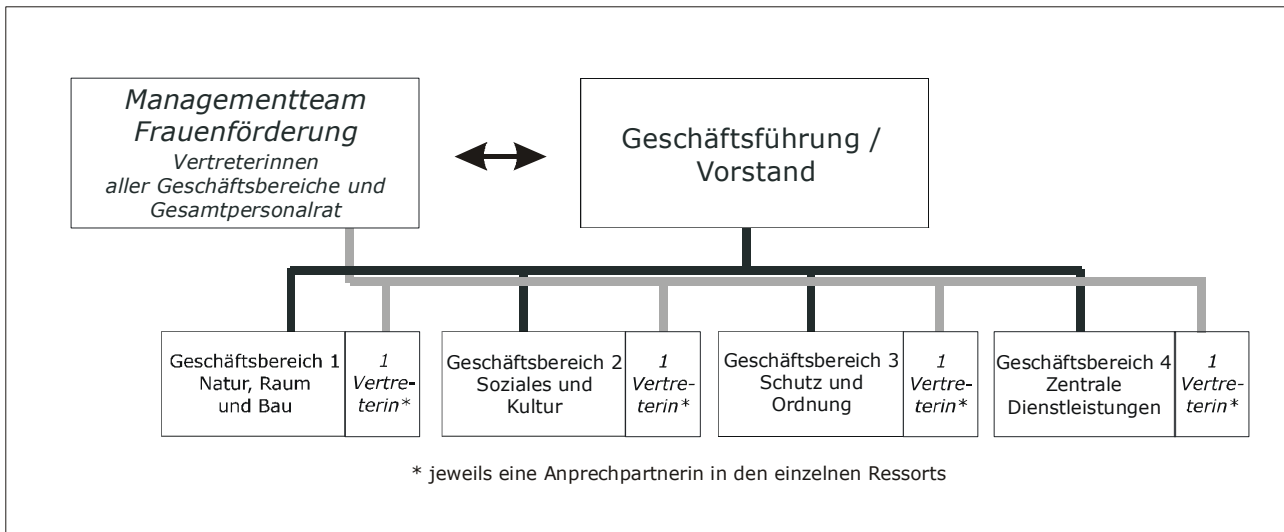 Managementteam
Frauenförderung
Vertreterinnen
aller Geschäftsbereiche und
Gesamtpersonalrat
Geschäftsführung /
Vorstand
Geschäftsbereich 1
Natur, Raum
und Bau
1
Vertre-
terin*
Geschäftsbereich 2
Soziales und
Kultur
1
Vertre-
terin*
Geschäftsbereich 3
Schutz und
Ordnung
1
Vertre-
terin*
Geschäftsbereich 4
Zentrale
Dienstleistungen
1
Vertre-
terin*
* jeweils eine Anprechpartnerin in den einzelnen Ressorts